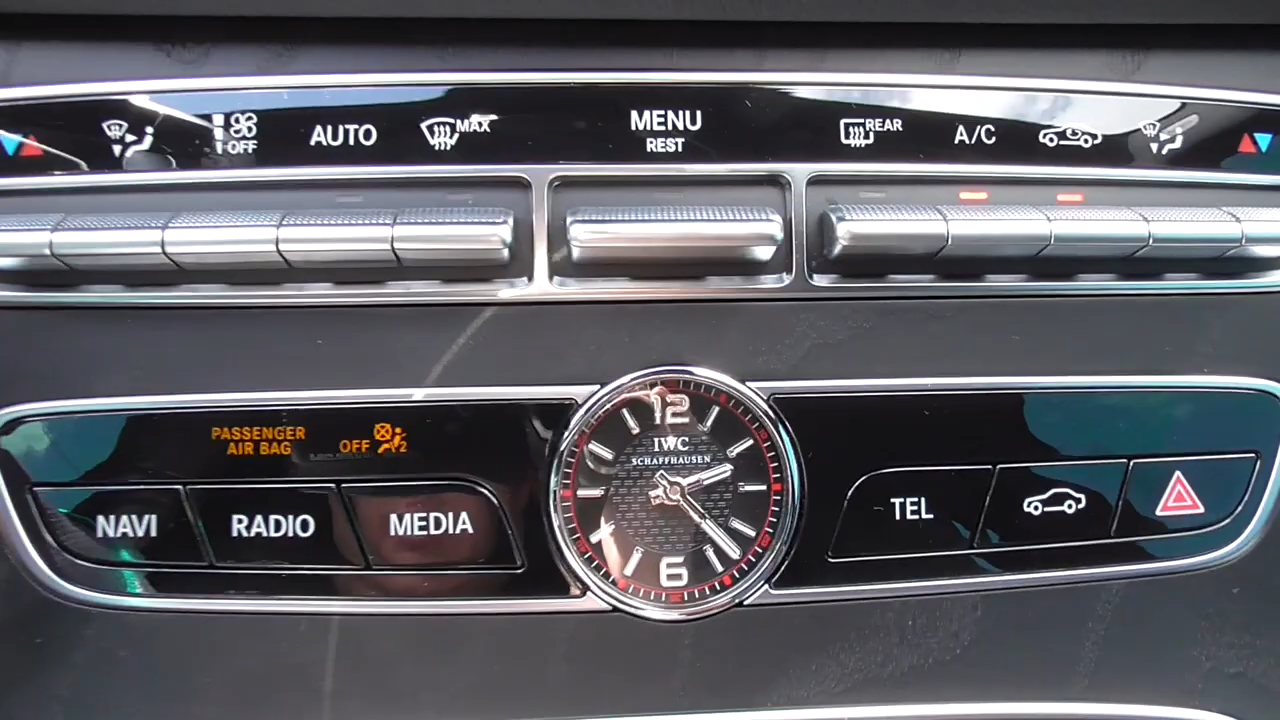 AUTO
MAX
OFF
MENU
REST
REAR
A/C
PASSENGER
AIR BAG OFF 2
NAVI
RADIO
MEDIA
12
IWC
SCHAFFHAUSEN
6
TEL